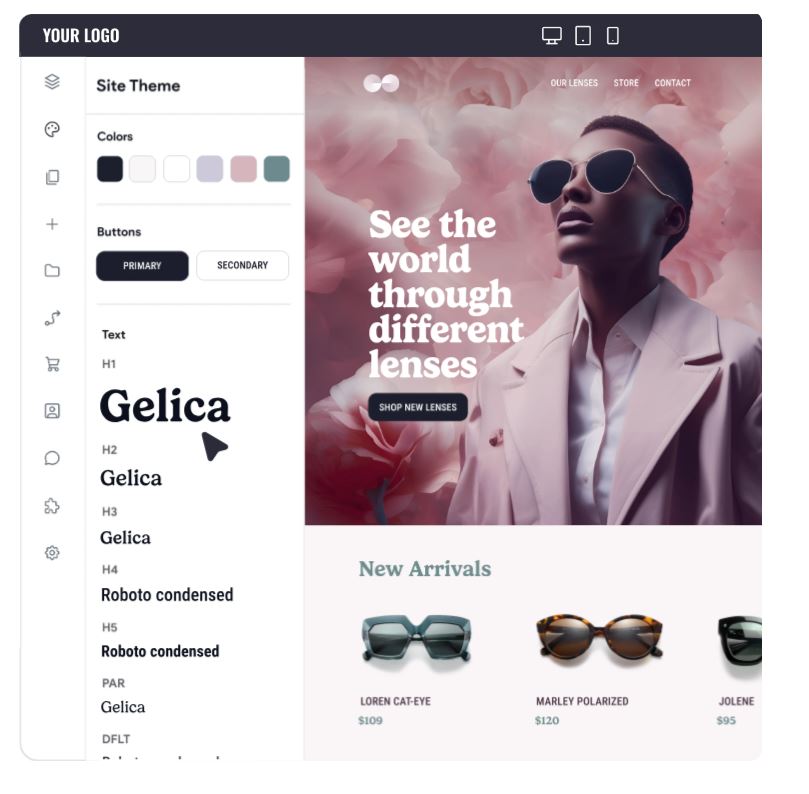 YOUR LOGO
Site Theme
Colors
Buttons
PRIMARY
SECONDARY
Text
H1
Gelica
H2
Gelica
H3
Gelica
H4
Roboto condensed
H5
Roboto condensed
PAR
Gelica
DFLT
OUR LENSES
STORE
CONTACT
See the
world
through
different
lenses
SHOP NEW LENSES
New Arrivals
LOREN CAT-EYE
$109
MARLEY POLARIZED
$120
JOLENE
$95